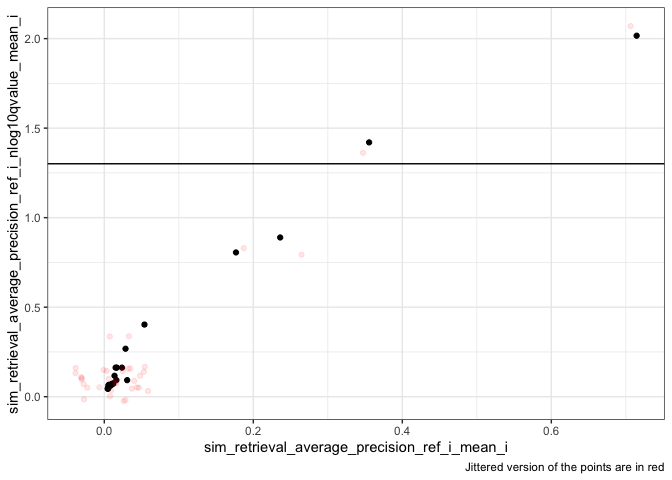 sim_retrieval_average_precision_ref_i_nlog10qvalue_mean_i
2.0
1.5
1.0
0.5
0.0
0.0 0.2 0.4 0.6
sim_retrieval_average_precision_ref_i_mean_i
Jittered version of the points are in red